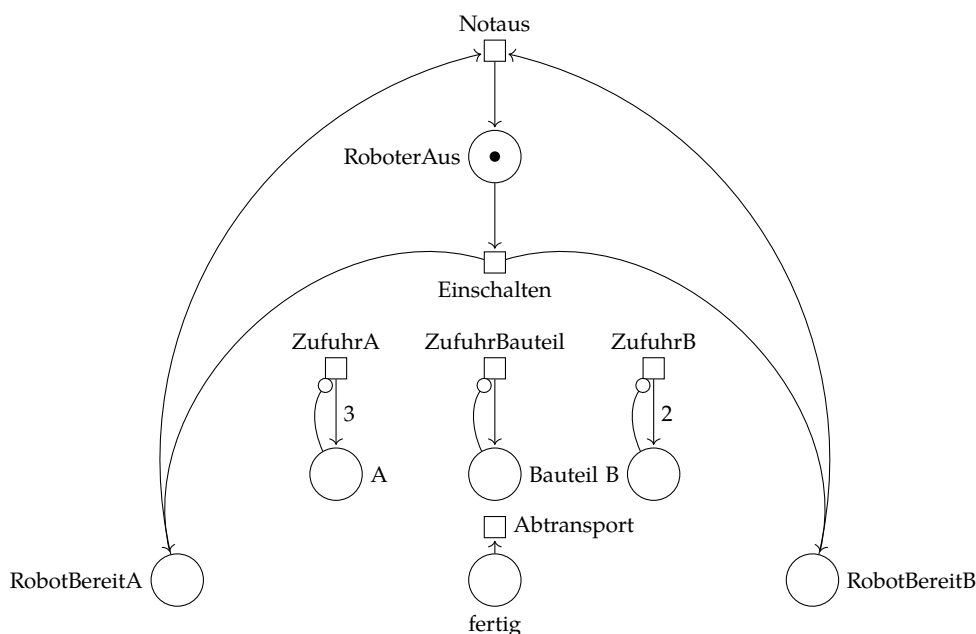 Notaus
RoboterAus
Einschalten
ZufuhrA
ZufuhrBauteil
ZufuhrB
3
2
A
Bauteil
B
Abtransport
RobotBereitA
RobotBereitB
fertig